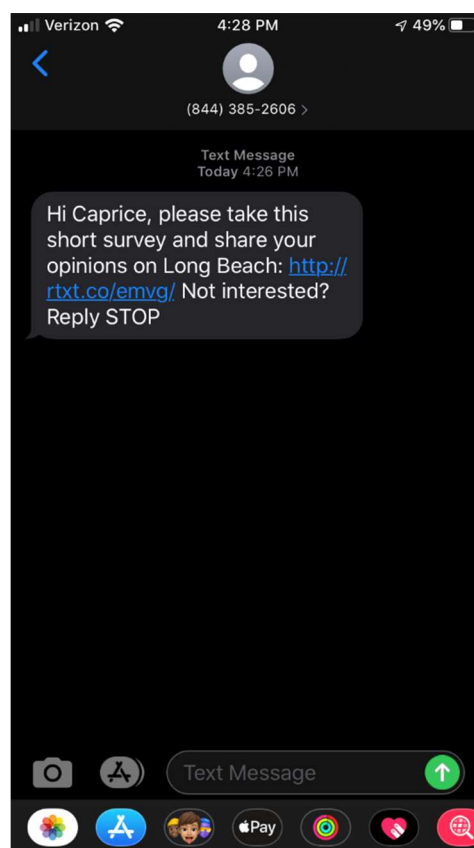 Verizon 4:28 PM 49%
(844) 385-2606 >
Text Message
Today 4:26 PM
Hi Caprice, please take this
short survey and share your
opinions on Long Beach: http://
rtxt.co/emvg/ Not interested?
Reply STOP
Text Message
Pay